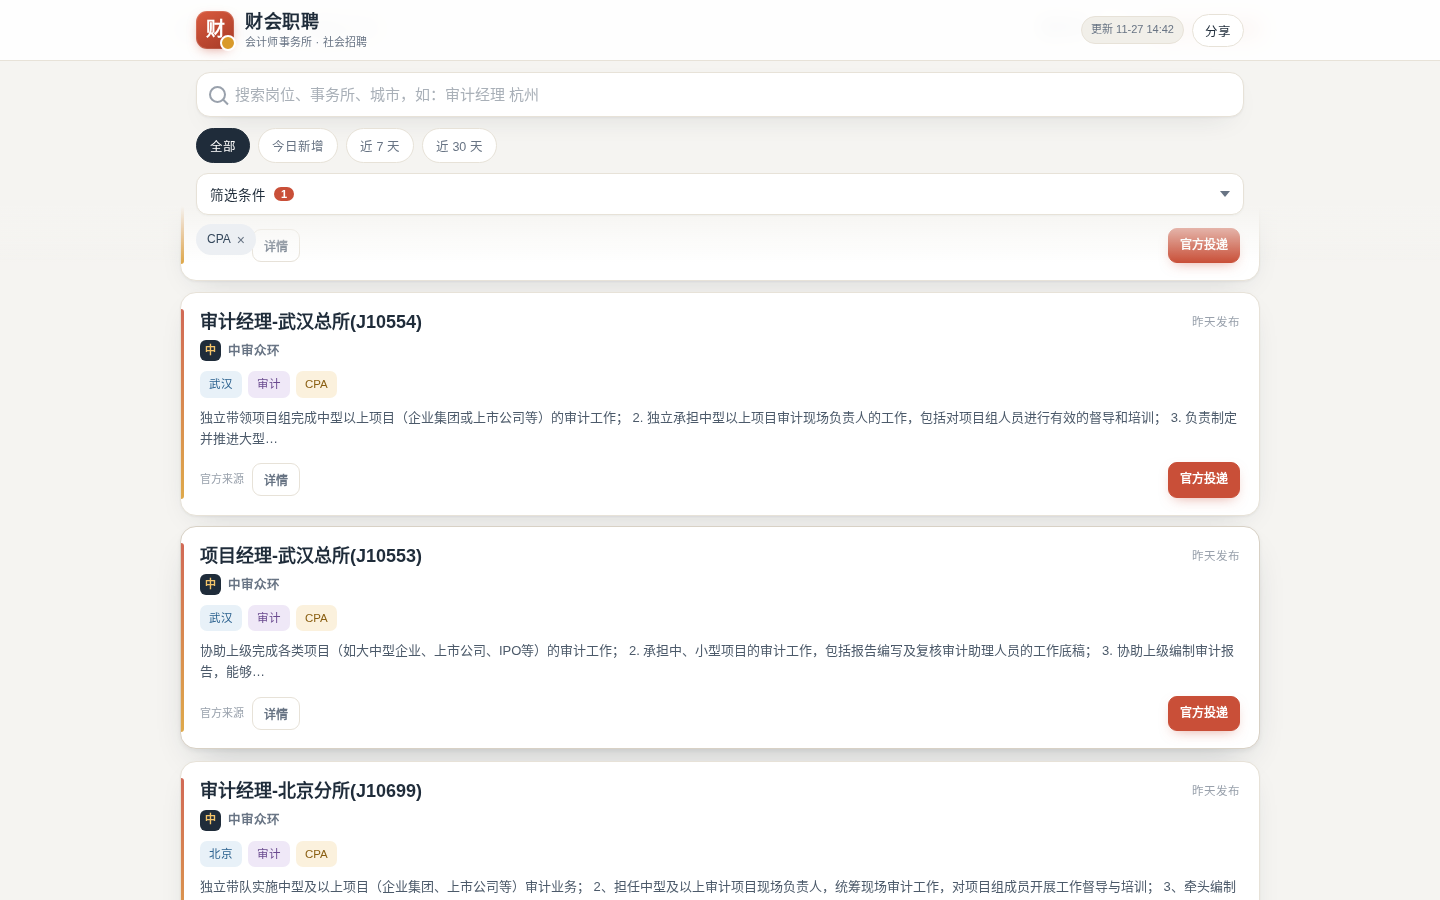 财
财会职聘
会计师事务所 · 社会招聘
更新 11-27 14:42
分享
搜索岗位、事务所、城市，如：审计经理 杭州
全部
今日新增
近 7 天
近 30 天
筛选条件 1
CPA ×
详情
官方投递
审计经理-武汉总所(J10554)
昨天发布
中 中审众环
武汉 审计 CPA
独立带领项目组完成中型以上项目（企业集团或上市公司等）的审计工作； 2. 独立承担中型以上项目审计现场负责人的工作，包括对项目组人员进行有效的督导和培训； 3. 负责制定
并推进大型…
官方来源 详情
官方投递
项目经理-武汉总所(J10553)
昨天发布
中 中审众环
武汉 审计 CPA
协助上级完成各类项目（如大中型企业、上市公司、IPO等）的审计工作； 2. 承担中、小型项目的审计工作，包括报告编写及复核审计助理人员的工作底稿； 3. 协助上级编制审计报
告，能够…
官方来源 详情
官方投递
审计经理-北京分所(J10699)
昨天发布
中 中审众环
北京 审计 CPA
独立带队实施中型及以上项目（企业集团、上市公司等）审计业务； 2、担任中型及以上审计项目现场负责人，统筹现场审计工作，对项目组成员开展工作督导与培训； 3、牵头编制